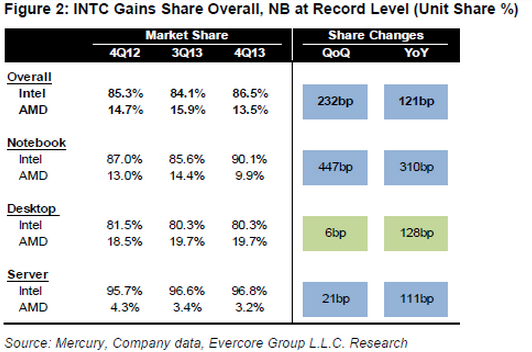 Figure 2: INTC Gains Share Overall, NB at Record Level (Unit Share %)
Market Share Share Changes
4Q12 3Q13 4Q13 QoQ YoY
Overall
Intel 85.3% 84.1% 86.5%
232bp 121bp
AMD 14.7% 15.9% 13.5%
Notebook
Intel 87.0% 85.6% 90.1%
447bp 310bp
AMD 13.0% 14.4% 9.9%
Desktop
Intel 81.5% 80.3% 80.3%
6bp 128bp
AMD 18.5% 19.7% 19.7%
Server
Intel 95.7% 96.6% 96.8%
21bp 111bp
AMD 4.3% 3.4% 3.2%
Source: Mercury, Company data, Evercore Group L.L.C. Research